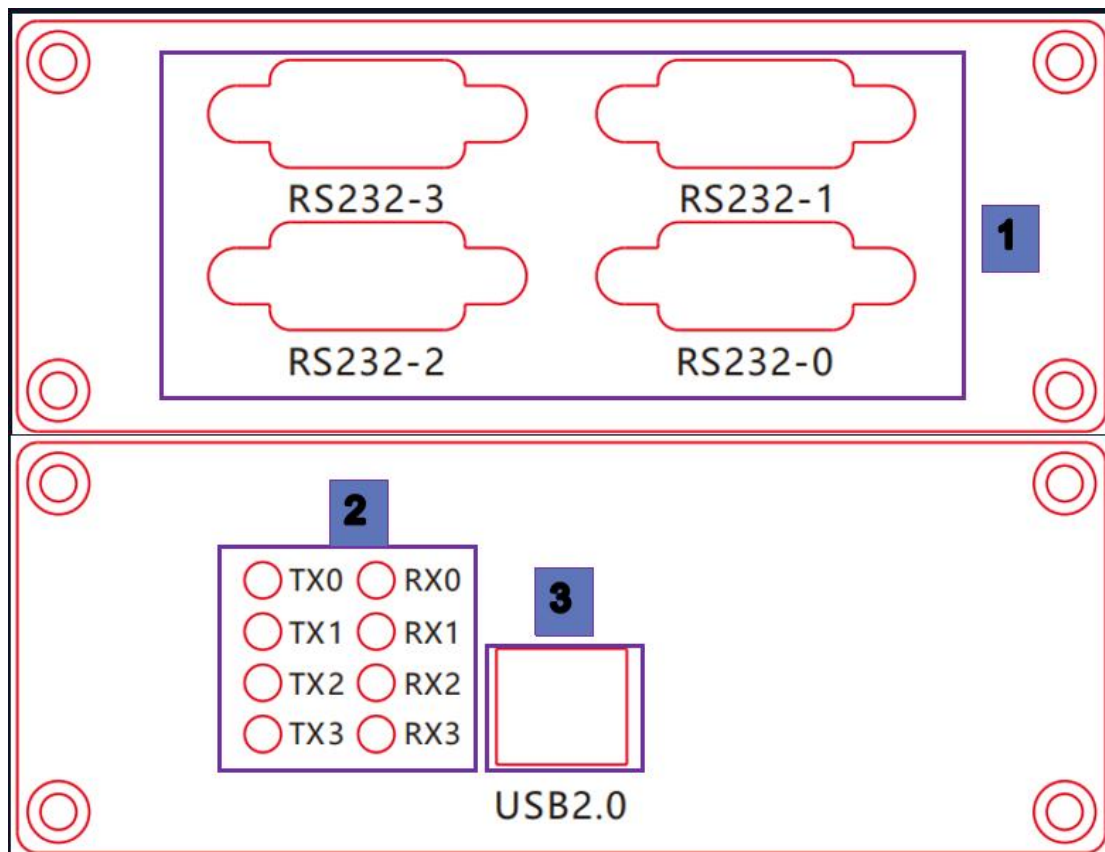 RS232-3 RS232-1
1
RS232-2 RS232-0
2
TX0 RX0
3
TX1 RX1
TX2 RX2
TX3 RX3
USB2.0